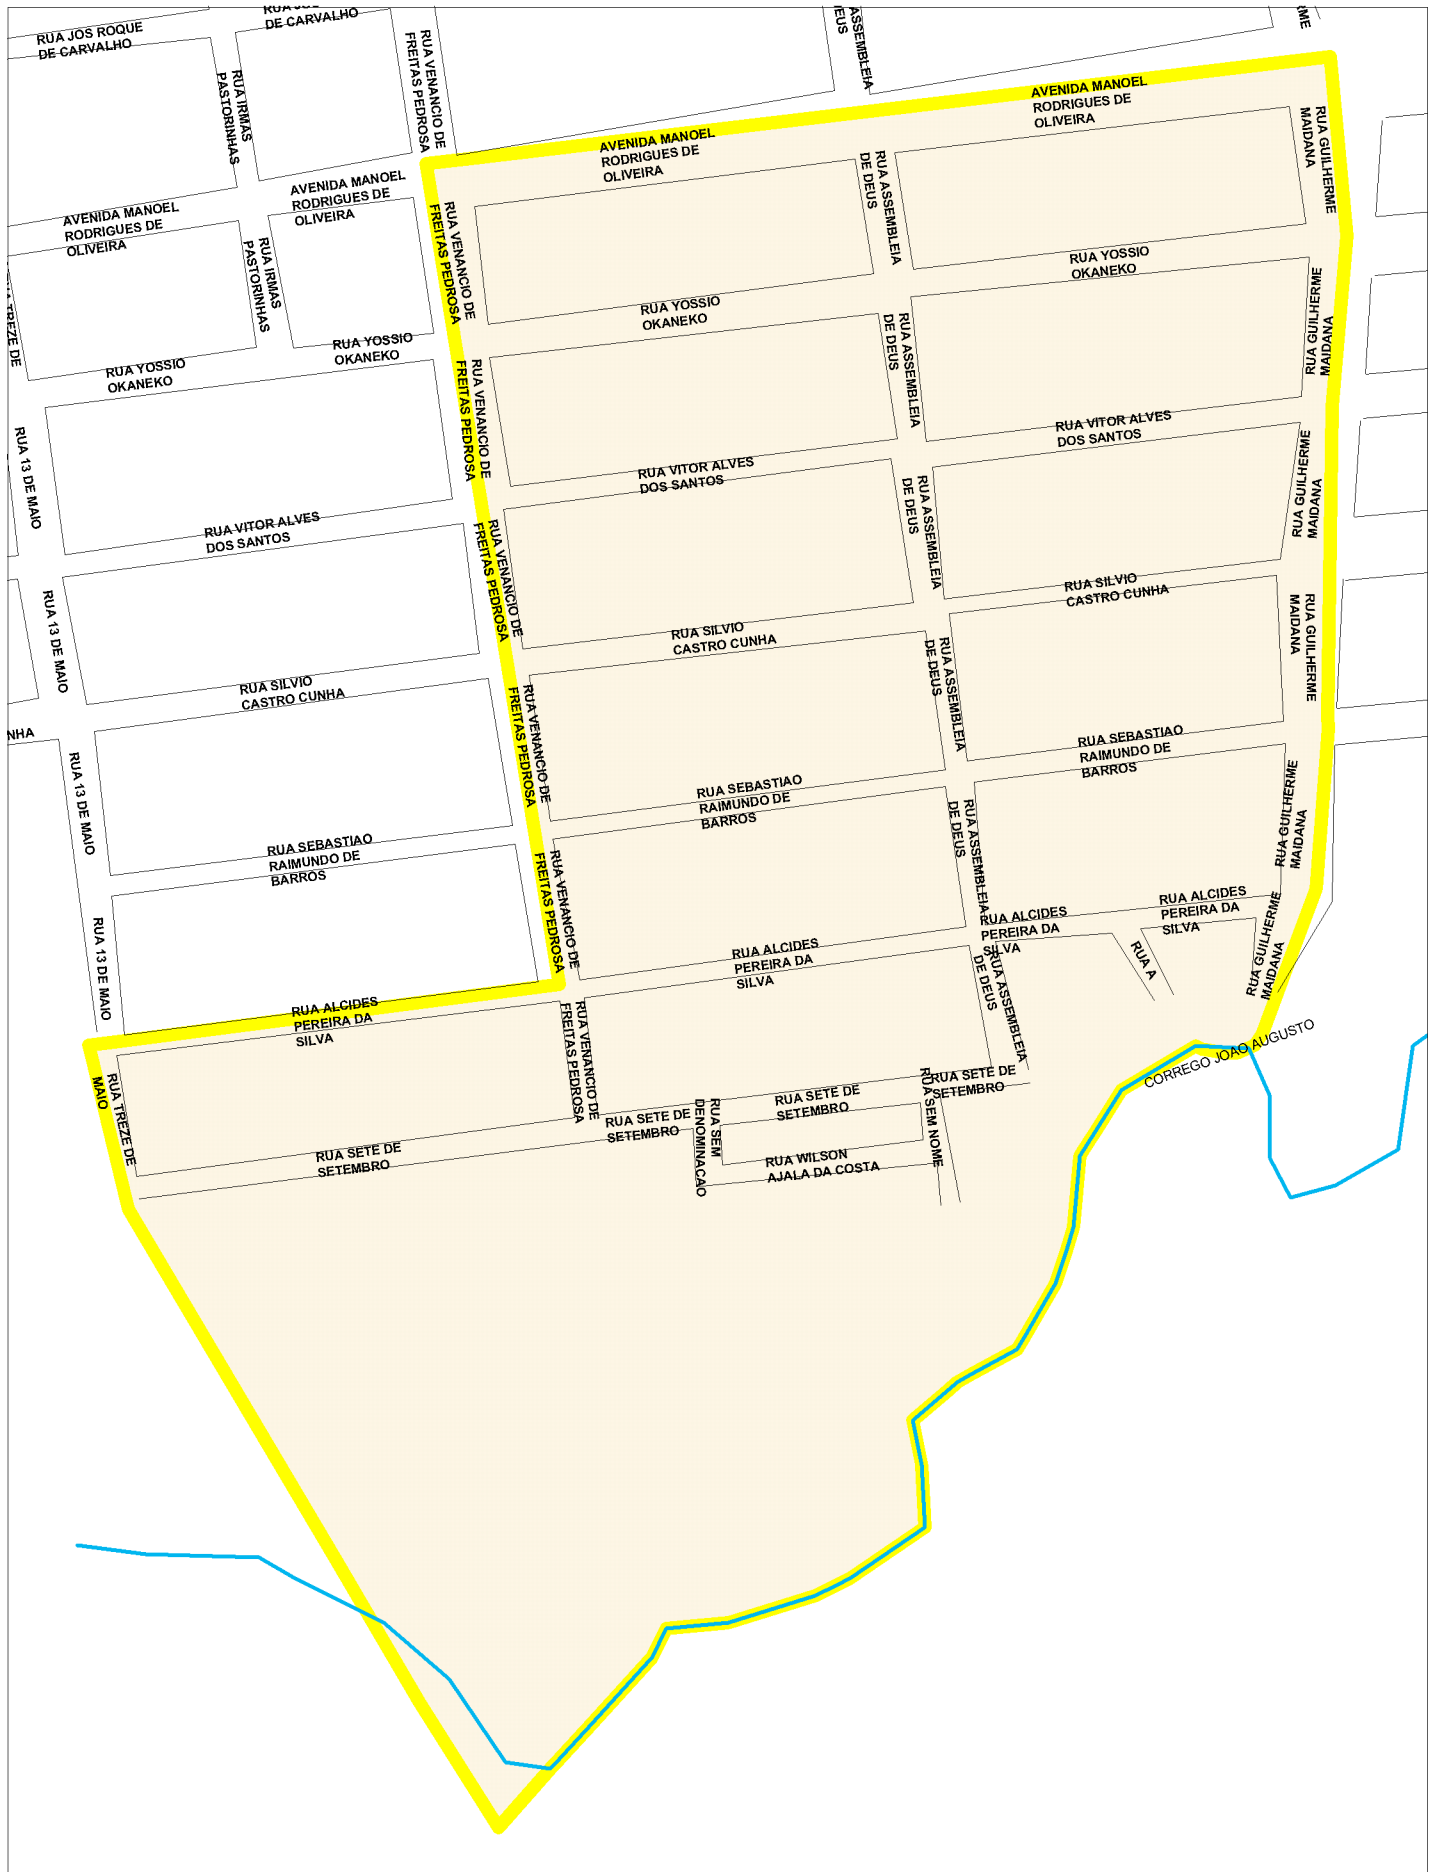 RUA JOS ROQUE
DE CARVALHO
DE CARVALHO
RUA IRMAS
PASTORINHAS
RUA VENANCIO DE
FREITAS PEDROSA
ASSEMBLEIA
AVENIDA MANOEL
RODRIGUES DE
OLIVEIRA
AVENIDA MANOEL
RODRIGUES DE
OLIVEIRA
AVENIDA MANOEL
RODRIGUES DE
OLIVEIRA
AVENIDA MANOEL
RODRIGUES DE
OLIVEIRA
RUA GUILHERME
MAIDANA
RUA ASSEMBLEIA
DE DEUS
RUA VENANCIO DE
FREITAS PEDROSA
RUA IRMAS
PASTORINHAS
TREZE DE
RUA YOSSIO
OKANEKO
RUA YOSSIO
OKANEKO
RUA YOSSIO
OKANEKO
RUA YOSSIO
OKANEKO
RUA GUILHERME
MAIDANA
RUA ASSEMBLEIA
DE DEUS
RUA VENANCIO DE
FREITAS PEDROSA
RUA 13 DE MAIO
RUA VITOR ALVES
DOS SANTOS
RUA VITOR ALVES
DOS SANTOS
RUA VITOR ALVES
DOS SANTOS
RUA GUILHERME
MAIDANA
RUA ASSEMBLEIA
DE DEUS
RUA VENANCIO DE
FREITAS PEDROSA
RUA 13 DE MAIO
RUA SILVIO
CASTRO CUNHA
RUA SILVIO
CASTRO CUNHA
RUA SILVIO
CASTRO CUNHA
RUA GUILHERME
MAIDANA
RUA ASSEMBLEIA
DE DEUS
RUA VENANCIO DE
FREITAS PEDROSA
NHA
RUA 13 DE MAIO
RUA SEBASTIAO
RAIMUNDO DE
BARROS
RUA SEBASTIAO
RAIMUNDO DE
BARROS
RUA SEBASTIAO
RAIMUNDO DE
BARROS
RUA GUILHERME
MAIDANA
RUA ASSEMBLEIA
DE DEUS
RUA VENANCIO DE
FREITAS PEDROSA
RUA 13 DE MAIO
RUA ALCIDES
PEREIRA DA
SILVA
RUA ALCIDES
PEREIRA DA
SILVA
RUA ALCIDES
PEREIRA DA
SILVA
RUA ALCIDES
PEREIRA DA
SILVA
RUA A
RUA GUILHERME
MAIDANA
RUA ASSEMBLEIA
DE DEUS
RUA VENANCIO DE
FREITAS PEDROSA
CORREGO JOAO AUGUSTO
RUA TREZE DE
MAIO
RUA SETE DE
SETEMBRO
RUA SETE DE
SETEMBRO
RUA SETE DE
SETEMBRO
RUA SETE DE
SETEMBRO
RUA SEM
DENOMINACAO
RUA SEM NOME
RUA WILSON
AJALA DA COSTA